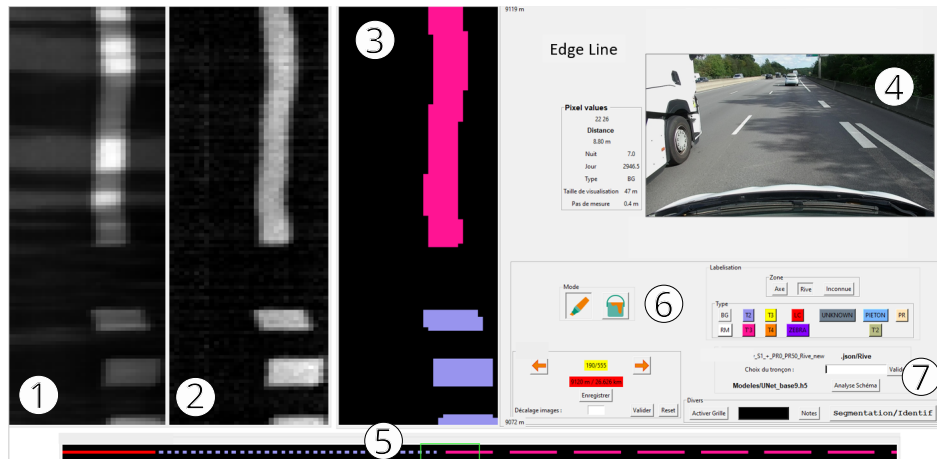 9119 m
Edge Line
1
2
3
4
5
6
7
Pixel values
22 26
Distance
8.80 m
Nuit 7.0
Jour 2946.5
Type BG
Taille de visualisation 47 m
Pas de mesure 0.4 m
Mode
Labelisation
Zone
Axe Rive Inconnue
Type
BG T2 T3 LC UNKNOWN PIETON PR
RM T'3 T4 ZEBRA T'2
190/555
Enregistrer
Décalage images : Valider Reset
_S1_+_PR0_PR50_Rive_new .json/Rive
Choix du tronçon : Valid
Modeles/UNet_base9.h5 Analyse Schéma
Divers
Activer Grille Notes Segmentation/Identif
9072 m